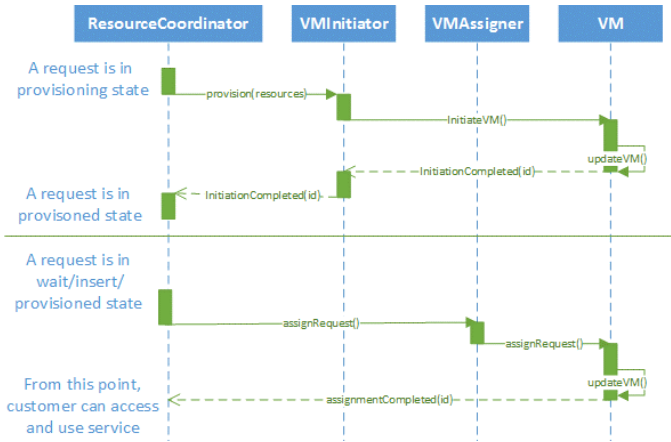 ResourceCoordinator
VMInitiator
VMAssigner
VM
A request is in
provisioning state
provision(resources)
InitiateVM()
updateVM()
InitiationCompleted(id)
InitiationCompleted(id)
A request is in
provisoned state
A request is in
wait/insert/
provisioned state
assignRequest()
assignRequest()
updateVM()
From this point,
customer can access
and use service
assignmentCompleted(id)